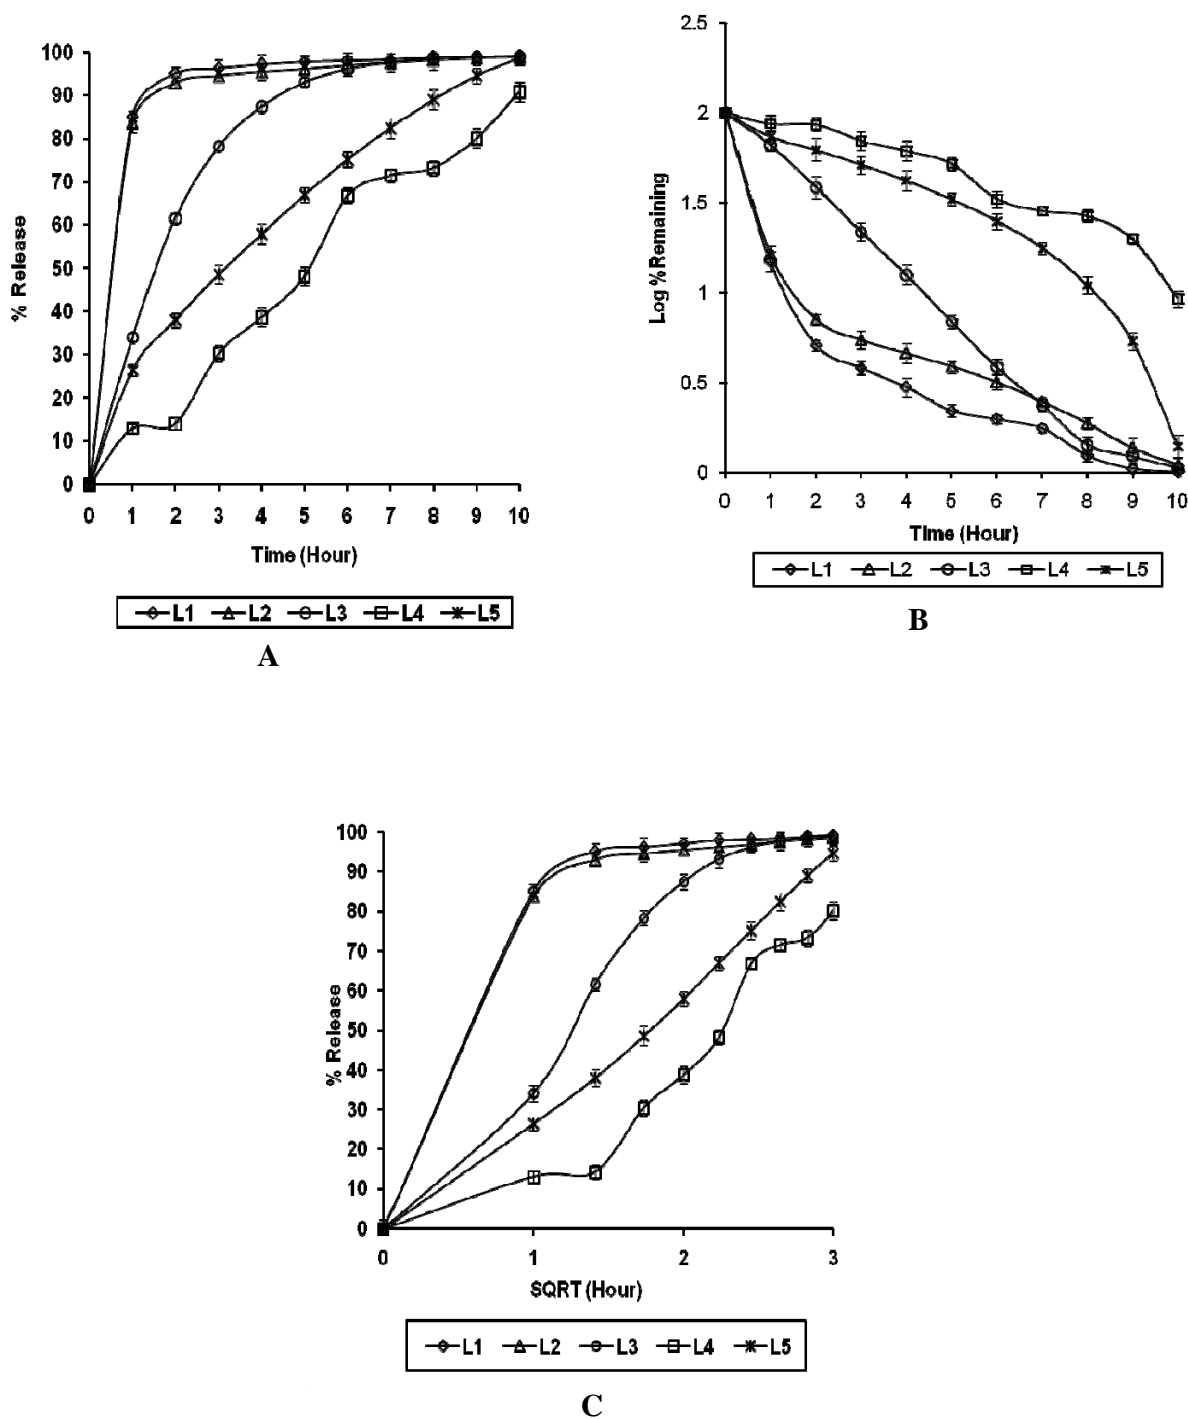 100
90
80
70
60
50
40
30
20
10
0
% Release
0 1 2 3 4 5 6 7 8 9 10
Time (Hour)
L1 L2 L3 L4 L5
A
2.5
2
1.5
1
0.5
0
Log %Remaining
0 1 2 3 4 5 6 7 8 9 10
Time (Hour)
L1 L2 L3 L4 L5
B
100
90
80
70
60
50
40
30
20
10
0
% Release
0 1 2 3
SQRT (Hour)
L1 L2 L3 L4 L5
C